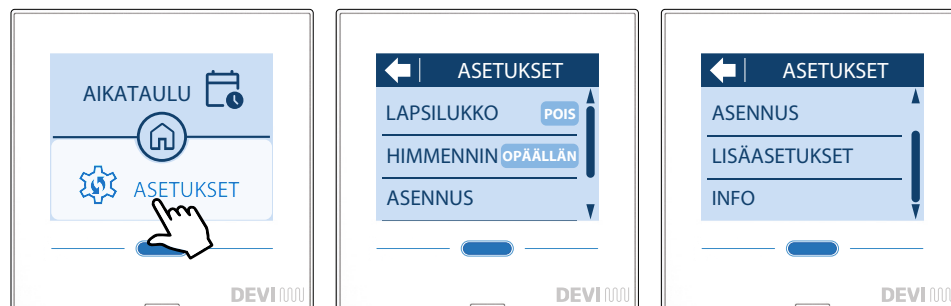 AIKATAULU
ASETUKSET
DEVI
ASETUKSET
LAPSILUKKO POIS
HIMMENNIN OPÄÄLLÄN
ASENNUS
DEVI
ASETUKSET
ASENNUS
LISÄASETUKSET
INFO
DEVI